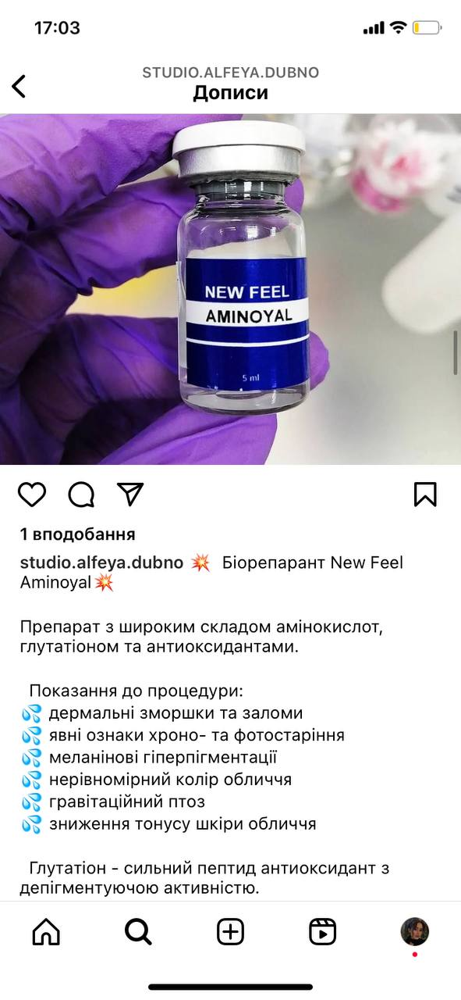 17:03
STUDIO.ALFEYA.DUBNO
Дописи
NEW FEEL
AMINOYAL
5 ml
1 вподобання
studio.alfeya.dubno 💥 Біорепарант New Feel
Aminoyal💥
Препарат з широким складом амінокислот,
глутатіоном та антиоксидантами.
Показання до процедури:
💦 дермальні зморшки та заломи
💦 явні ознаки хроно- та фотостаріння
💦 меланінові гіперпігментації
💦 нерівномірний колір обличчя
💦 гравітаційний птоз
💦 зниження тонусу шкіри обличчя
Глутатіон - сильний пептид антиоксидант з
депігментуючою активністю.